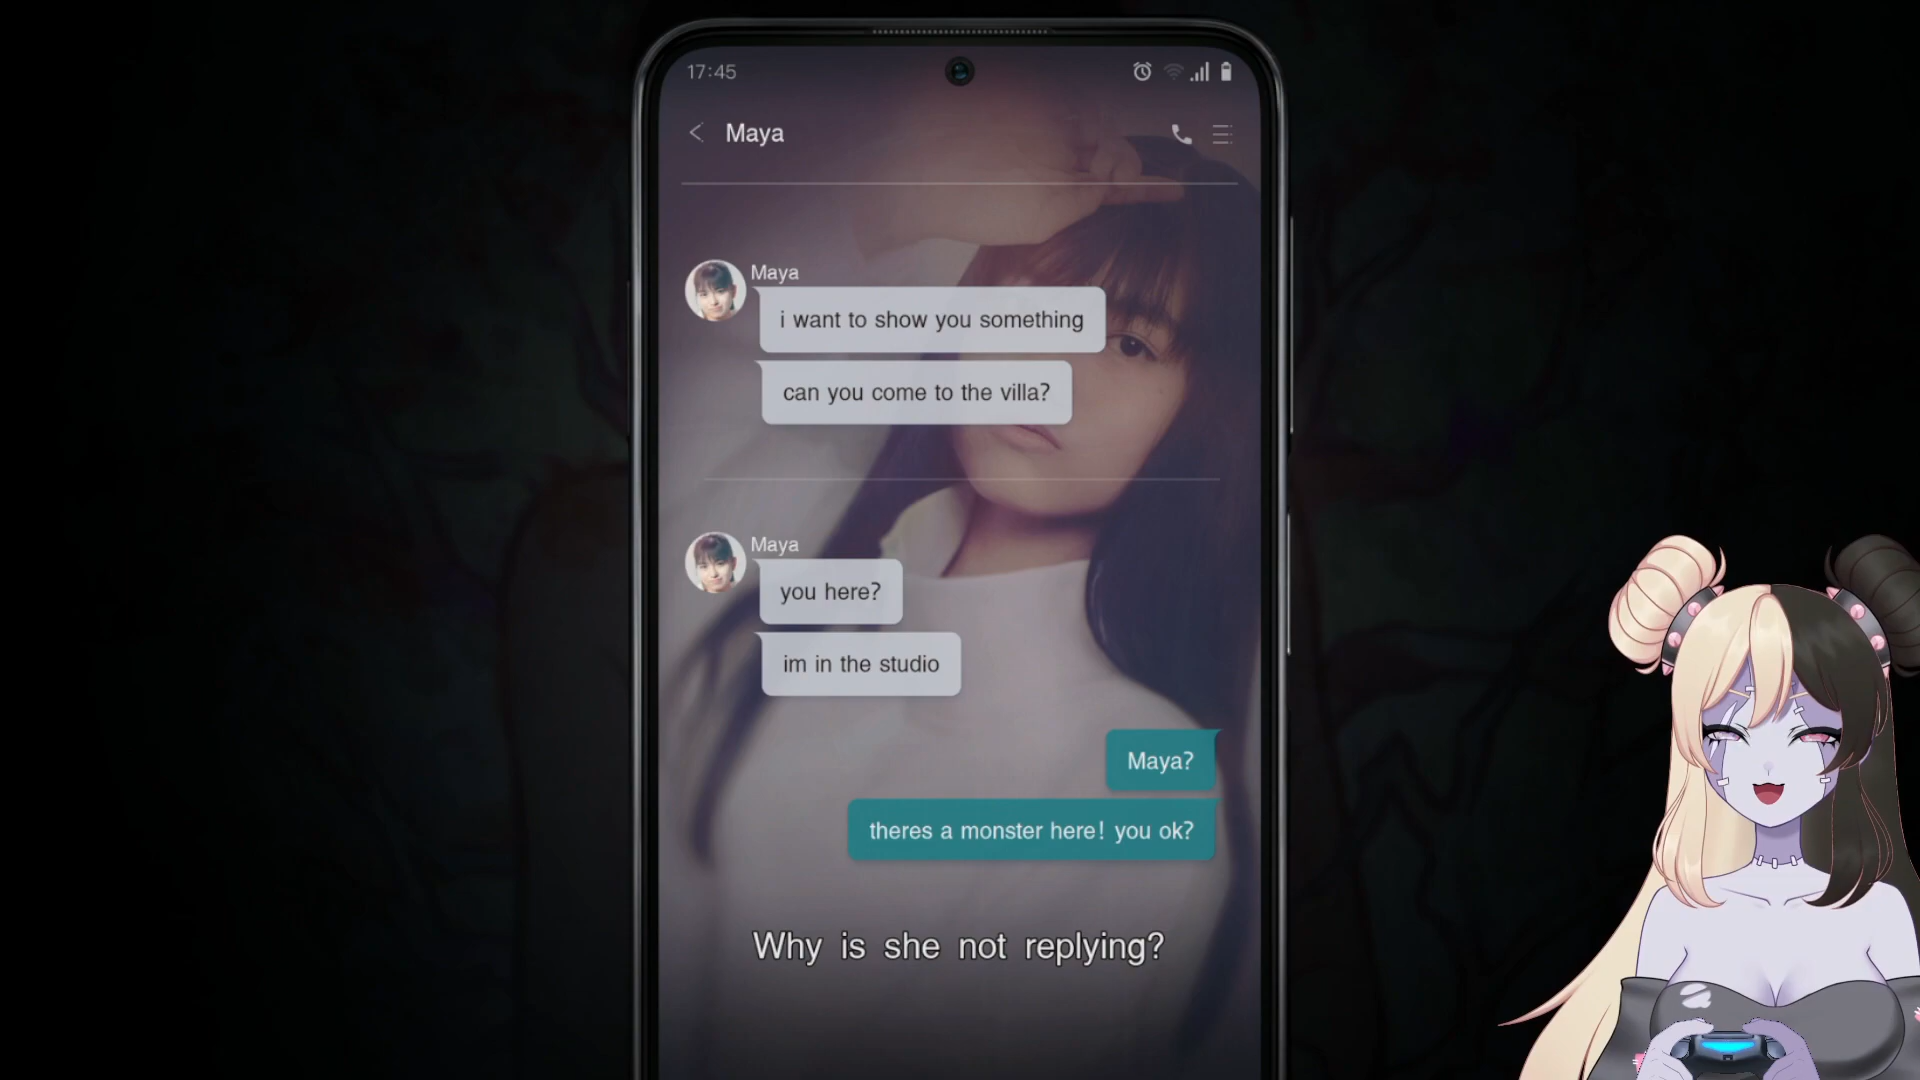 17:45
Maya
Maya
i want to show you something
can you come to the villa?
Maya
you here?
im in the studio
Maya?
theres a monster here! you ok?
Why is she not replying?